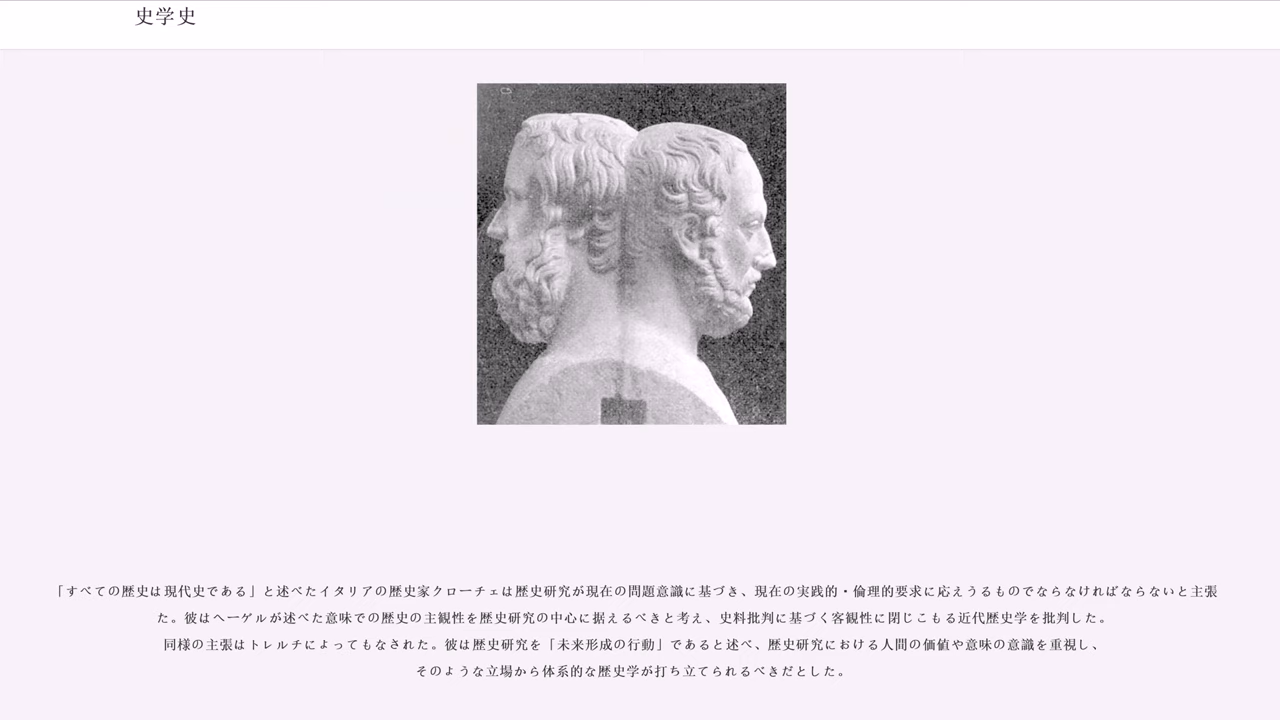 史学史
「すべての歴史は現代史である」と述べたイタリアの歴史家クローチェは歴史研究が現在の問題意識に基づき、現在の実践的・倫理的要求に応えうるものでならなければならないと主張
た。彼はヘーゲルが述べた意味での歴史の主観性を歴史研究の中心に据えるべきと考え、史料批判に基づく客観性に閉じこもる近代歴史学を批判した。
同様の主張はトレルチによってもなされた。彼は歴史研究を「未来形成の行動」であると述べ、歴史研究における人間の価値や意味の意識を重視し、
そのような立場から体系的な歴史学が打ち立てられるべきだとした。